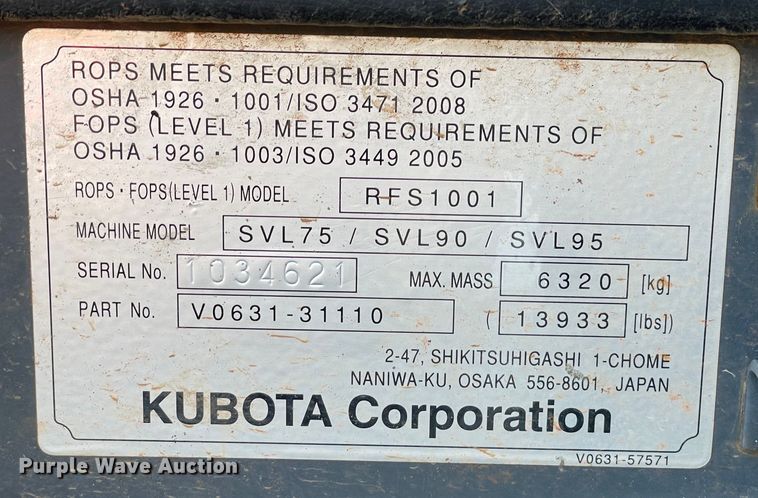 ROPS MEETS REQUIREMENTS OF
OSHA 1926 · 1001/ISO 3471 2008
FOPS (LEVEL 1) MEETS REQUIREMENTS OF
OSHA 1926 · 1003/ISO 3449 2005
ROPS · FOPS(LEVEL 1) MODEL RFS1001
MACHINE MODEL SVL75 / SVL90 / SVL95
SERIAL No. 1034621 MAX. MASS 6320 [kg]
PART No. V0631-31110 ( 13933 [lbs])
2-47, SHIKITSUHIGASHI 1-CHOME
NANIWA-KU, OSAKA 556-8601, JAPAN
KUBOTA Corporation
V0631-57571
Purple Wave Auction